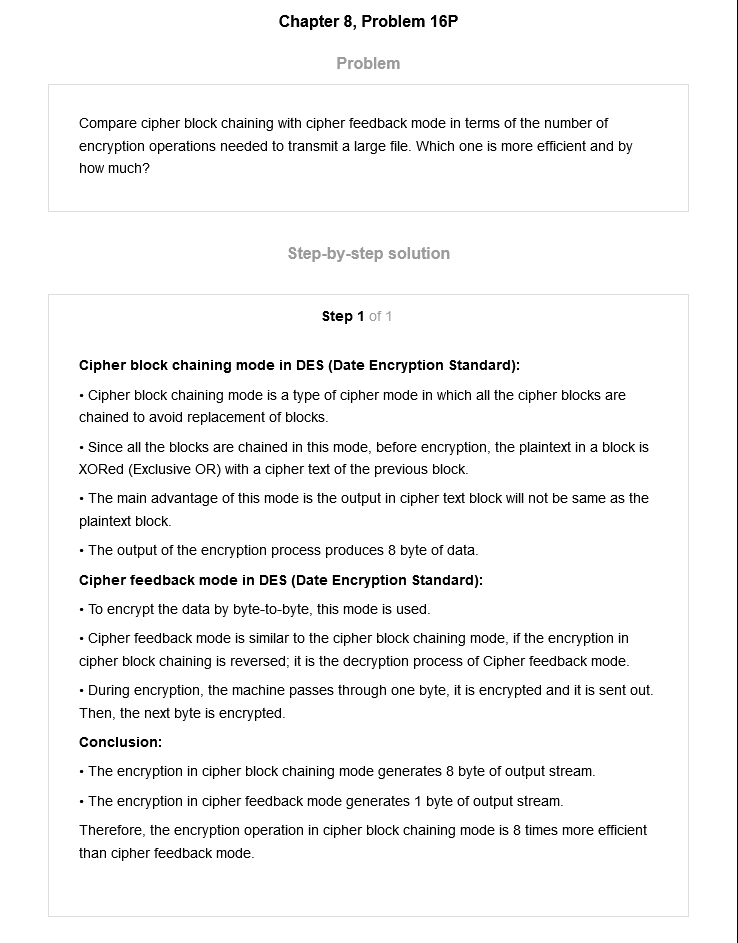 Chapter 8, Problem 16P
Problem
Compare cipher block chaining with cipher feedback mode in terms of the number of
encryption operations needed to transmit a large file. Which one is more efficient and by
how much?
Step-by-step solution
Step 1 of 1
Cipher block chaining mode in DES (Date Encryption Standard):
• Cipher block chaining mode is a type of cipher mode in which all the cipher blocks are
chained to avoid replacement of blocks.
• Since all the blocks are chained in this mode, before encryption, the plaintext in a block is
XORed (Exclusive OR) with a cipher text of the previous block.
• The main advantage of this mode is the output in cipher text block will not be same as the
plaintext block.
• The output of the encryption process produces 8 byte of data.
Cipher feedback mode in DES (Date Encryption Standard):
• To encrypt the data by byte-to-byte, this mode is used.
• Cipher feedback mode is similar to the cipher block chaining mode, if the encryption in
cipher block chaining is reversed; it is the decryption process of Cipher feedback mode.
• During encryption, the machine passes through one byte, it is encrypted and it is sent out.
Then, the next byte is encrypted.
Conclusion:
• The encryption in cipher block chaining mode generates 8 byte of output stream.
• The encryption in cipher feedback mode generates 1 byte of output stream.
Therefore, the encryption operation in cipher block chaining mode is 8 times more efficient
than cipher feedback mode.